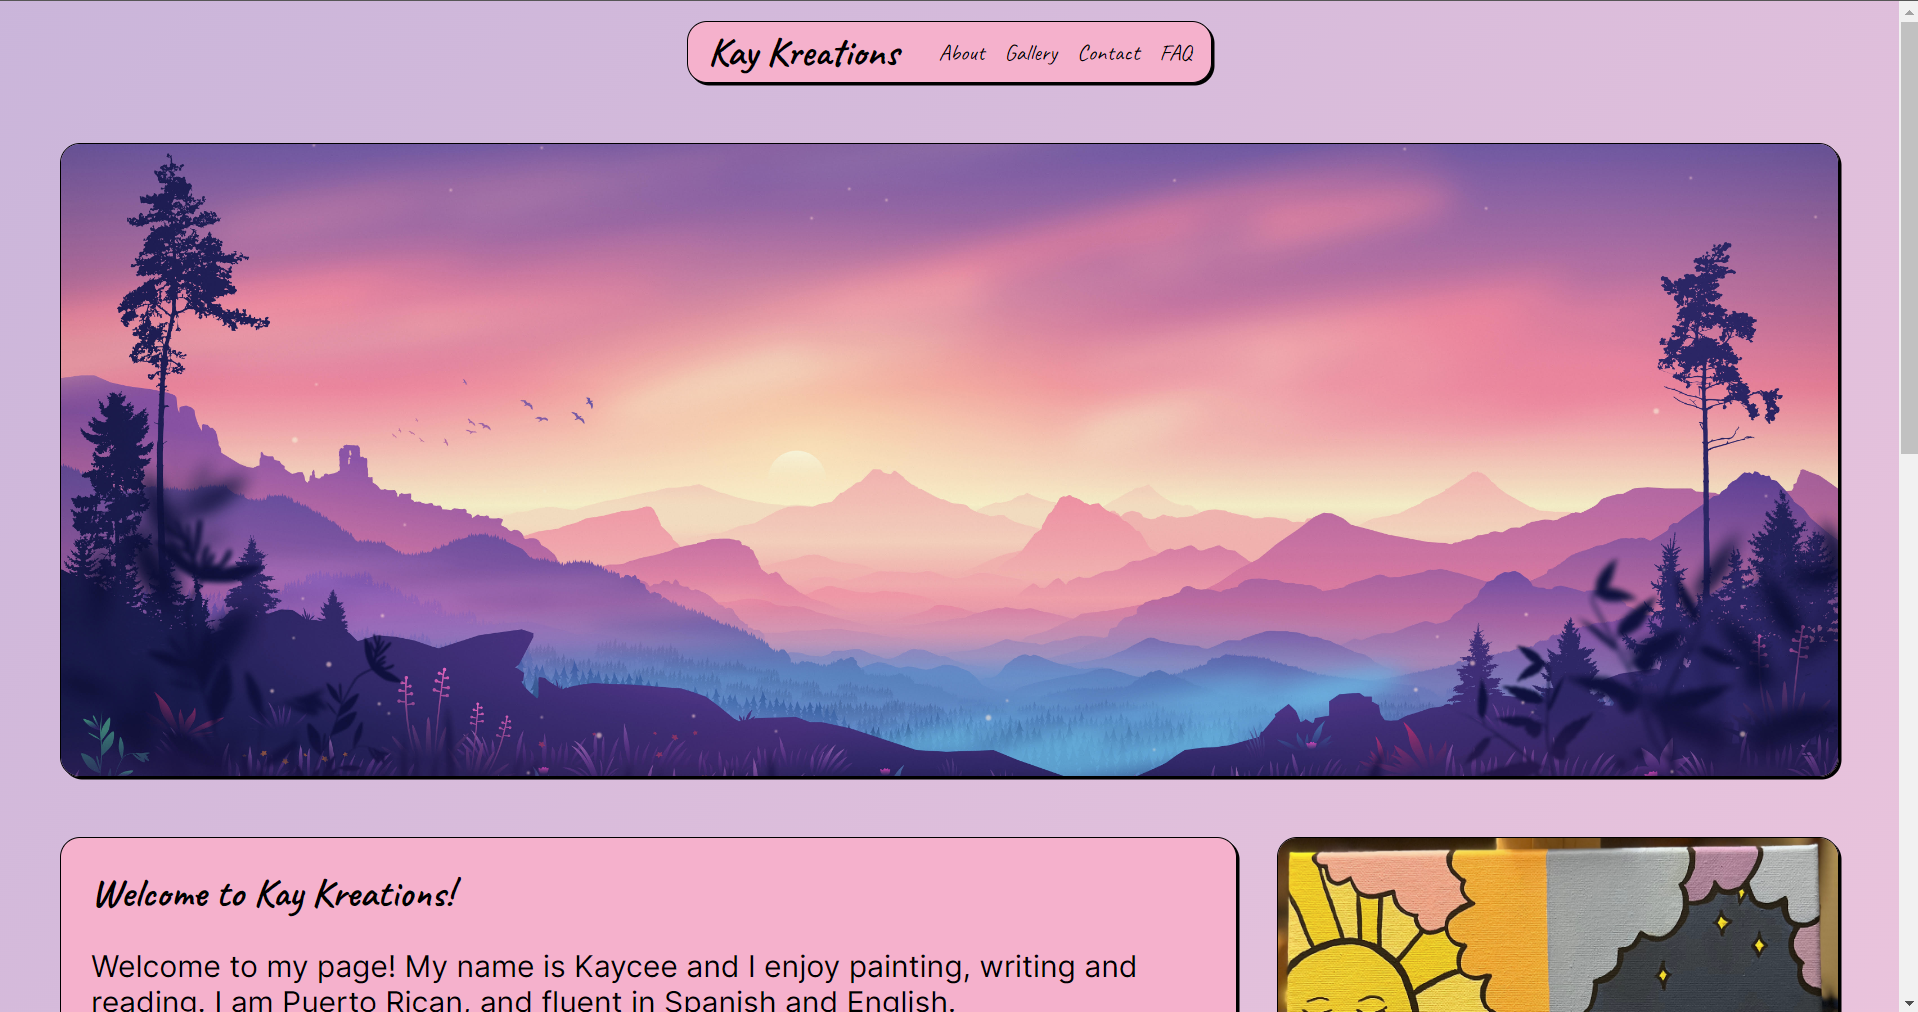 Kay Kreations About Gallery Contact FAQ
Welcome to Kay Kreations!
Welcome to my page! My name is Kaycee and I enjoy painting, writing and
reading. I am Puerto Rican, and fluent in Spanish and English.